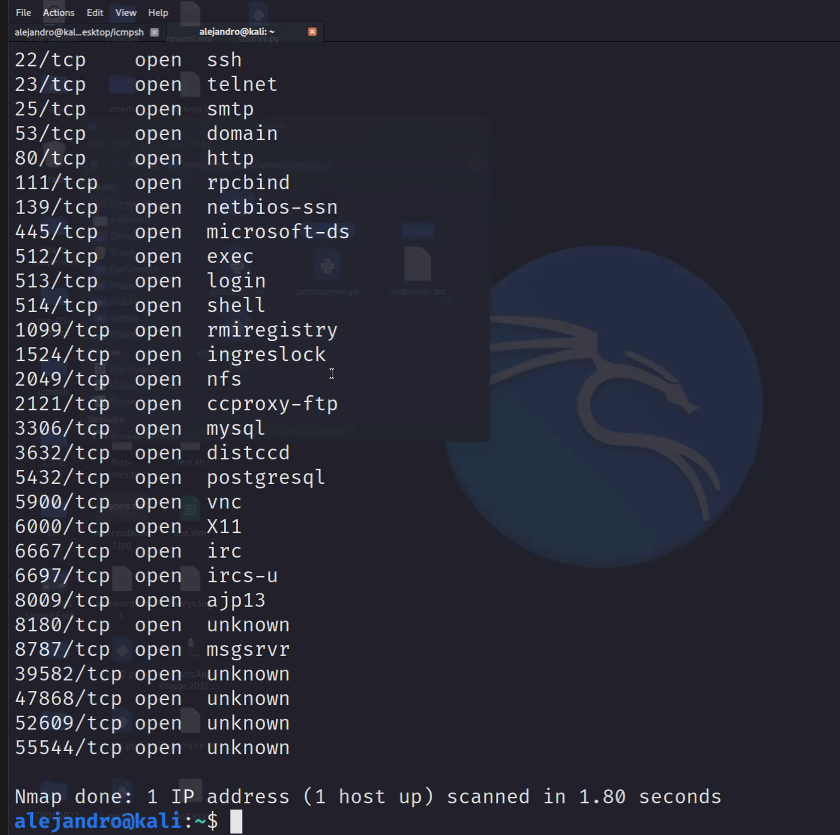 File Actions Edit View Help
alejandro@kali...esktop/icmpsh alejandro@kali: ~
22/tcp open ssh
23/tcp open telnet
25/tcp open smtp
53/tcp open domain
80/tcp open http
111/tcp open rpcbind
139/tcp open netbios-ssn
445/tcp open microsoft-ds
512/tcp open exec
513/tcp open login
514/tcp open shell
1099/tcp open rmiregistry
1524/tcp open ingreslock
2049/tcp open nfs
2121/tcp open ccproxy-ftp
3306/tcp open mysql
3632/tcp open distccd
5432/tcp open postgresql
5900/tcp open vnc
6000/tcp open X11
6667/tcp open irc
6697/tcp open ircs-u
8009/tcp open ajp13
8180/tcp open unknown
8787/tcp open msgsrvr
39582/tcp open unknown
47868/tcp open unknown
52609/tcp open unknown
55544/tcp open unknown
Nmap done: 1 IP address (1 host up) scanned in 1.80 seconds
alejandro@kali:~$